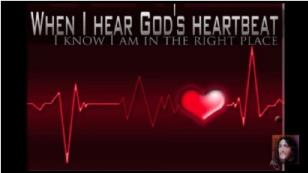 WHEN I HEAR GOD'S HEARTBEAT
I KNOW I AM IN THE RIGHT PLACE